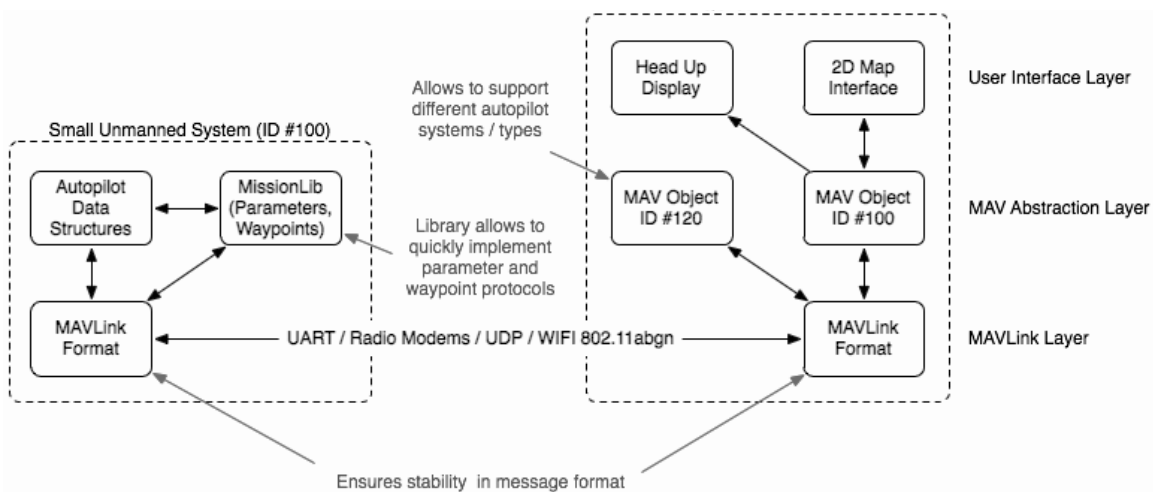 Small Unmanned System (ID #100)
Autopilot
Data
Structures
MissionLib
(Parameters,
Waypoints)
MAVLink
Format
Allows to support
different autopilot
systems / types
Library allows to
quickly implement
parameter and
waypoint protocols
UART / Radio Modems / UDP / WIFI 802.11abgn
Ensures stability in message format
Head Up
Display
2D Map
Interface
User Interface Layer
MAV Object
ID #120
MAV Object
ID #100
MAV Abstraction Layer
MAVLink
Format
MAVLink Layer